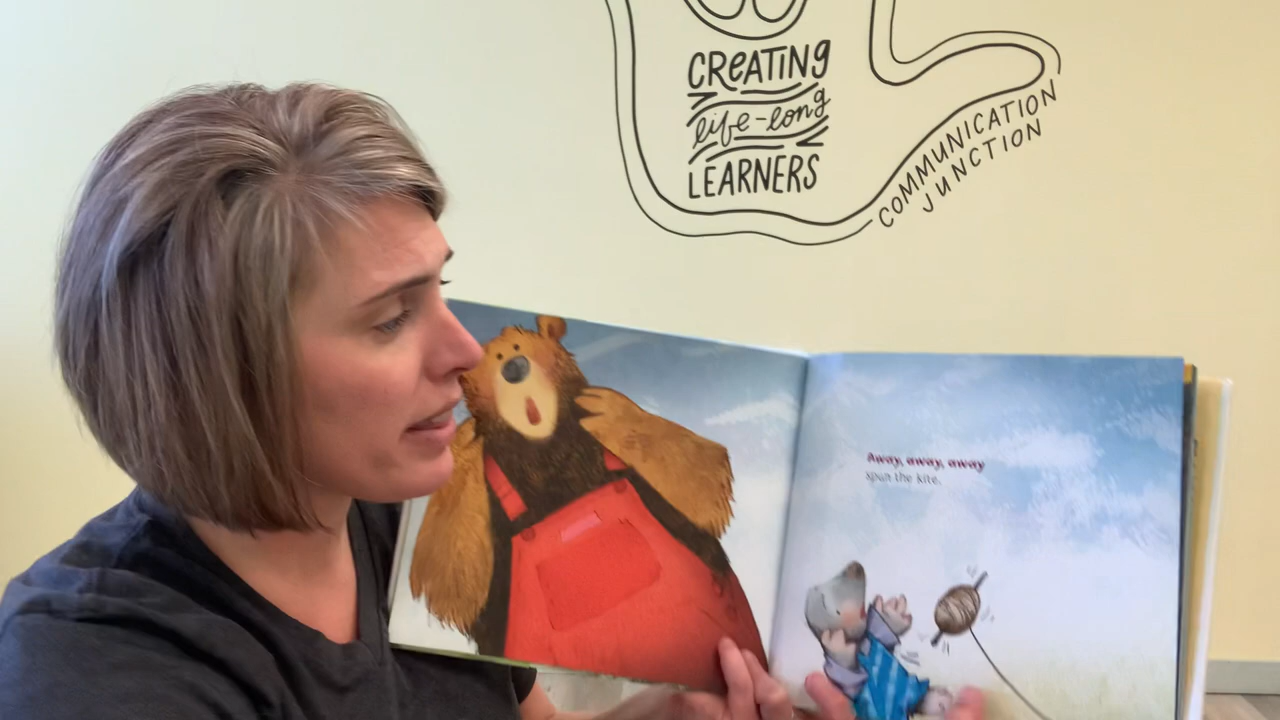 CREATING
life-long
LEARNERS
COMMUNICATION
JUNCTION
Away, away, away
spun the kite.